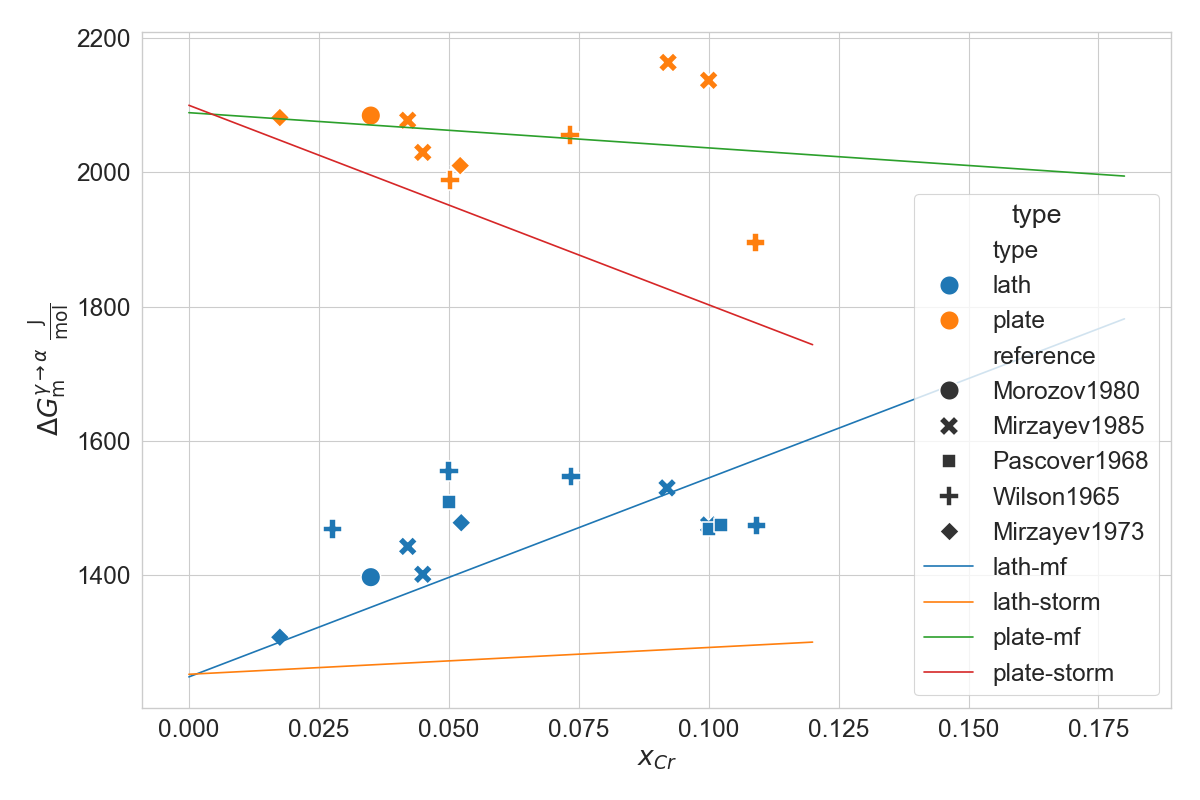 2200
2000
1800
1600
1400
ΔG_m^{γ→α} J/mol
0.000 0.025 0.050 0.075 0.100 0.125 0.150 0.175
x_{Cr}
type
type
lath
plate
reference
Morozov1980
Mirzayev1985
Pascover1968
Wilson1965
Mirzayev1973
lath-mf
lath-storm
plate-mf
plate-storm